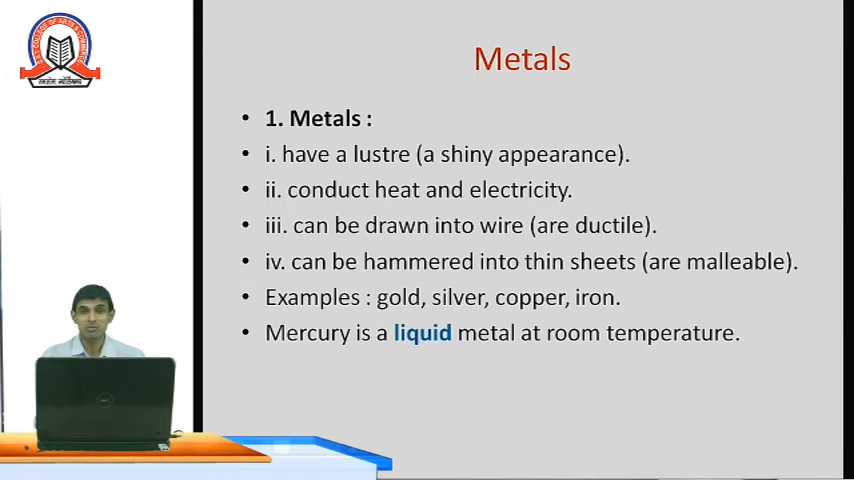 Metals
• 1. Metals :
• i. have a lustre (a shiny appearance).
• ii. conduct heat and electricity.
• iii. can be drawn into wire (are ductile).
• iv. can be hammered into thin sheets (are malleable).
• Examples : gold, silver, copper, iron.
• Mercury is a liquid metal at room temperature.